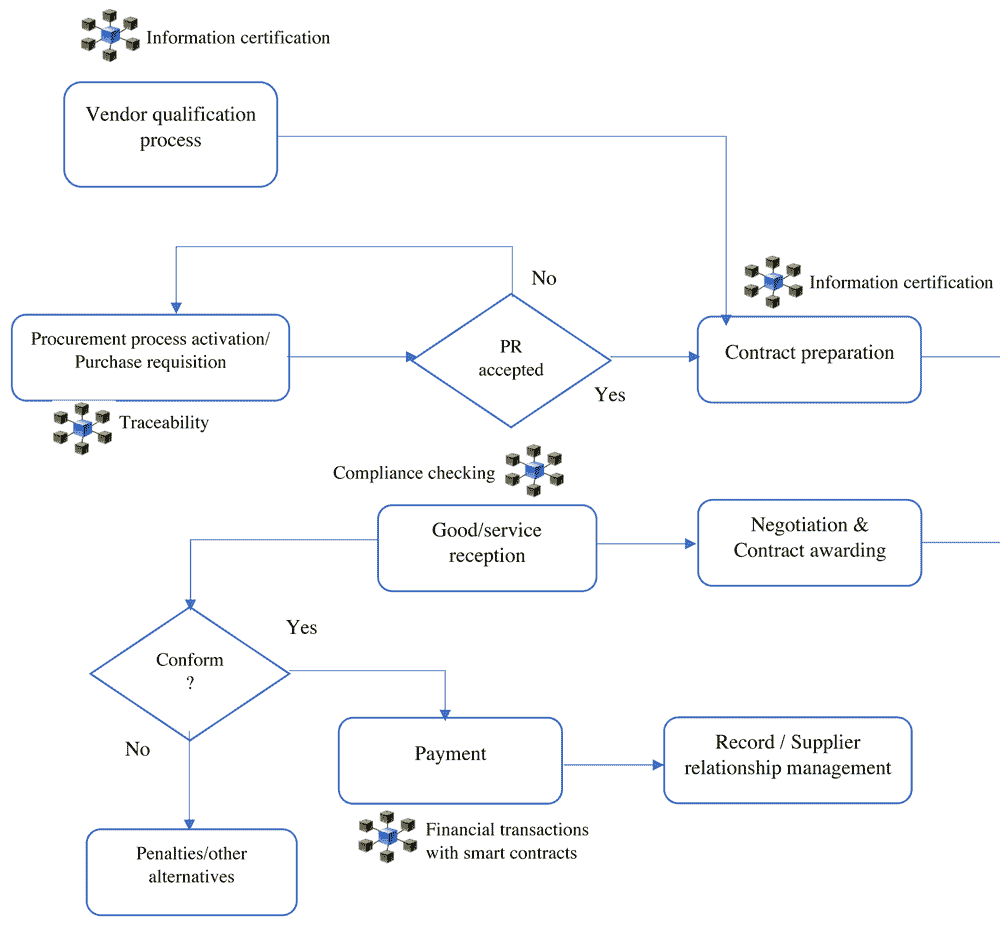 Information certification
Vendor qualification
process
No
Information certification
Procurement process activation/
Purchase requisition
PR
accepted
Contract preparation
Yes
Traceability
Compliance checking
Good/service
reception
Negotiation &
Contract awarding
Yes
Conform
?
No
Payment
Record / Supplier
relationship management
Financial transactions
with smart contracts
Penalties/other
alternatives